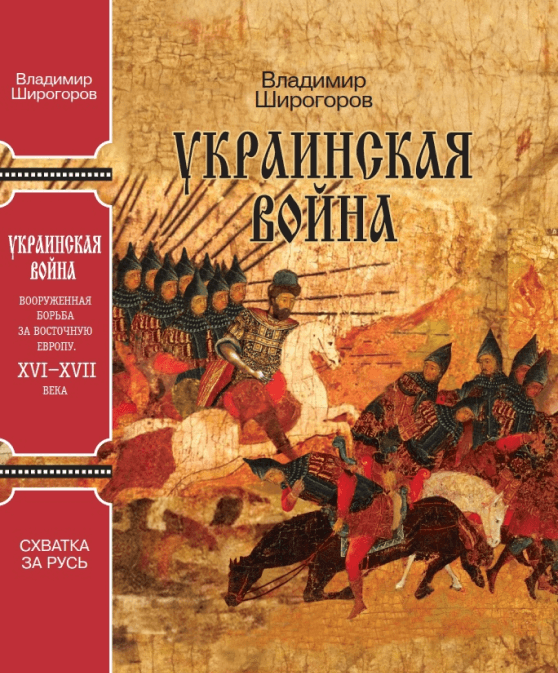 Владимир
Широгоров
УКРАИНСКАЯ
ВОЙНА
ВООРУЖЕННАЯ
БОРЬБА
ЗА ВОСТОЧНУЮ
ЕВРОПУ.
XVI–XVII
ВЕКА
СХВАТКА
ЗА РУСЬ
Владимир
Широгоров
УКРАИНСКАЯ
ВОЙНА